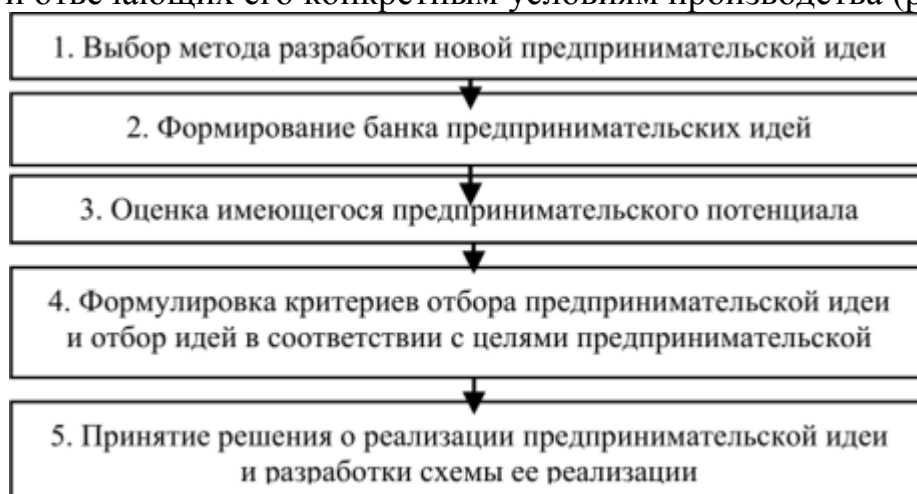 и отвечающих его конкретным условиям производства (р
1. Выбор метода разработки новой предпринимательской идеи
2. Формирование банка предпринимательских идей
3. Оценка имеющегося предпринимательского потенциала
4. Формулировка критериев отбора предпринимательской идеи
и отбор идей в соответствии с целями предпринимательской
5. Принятие решения о реализации предпринимательской идеи
и разработки схемы ее реализации